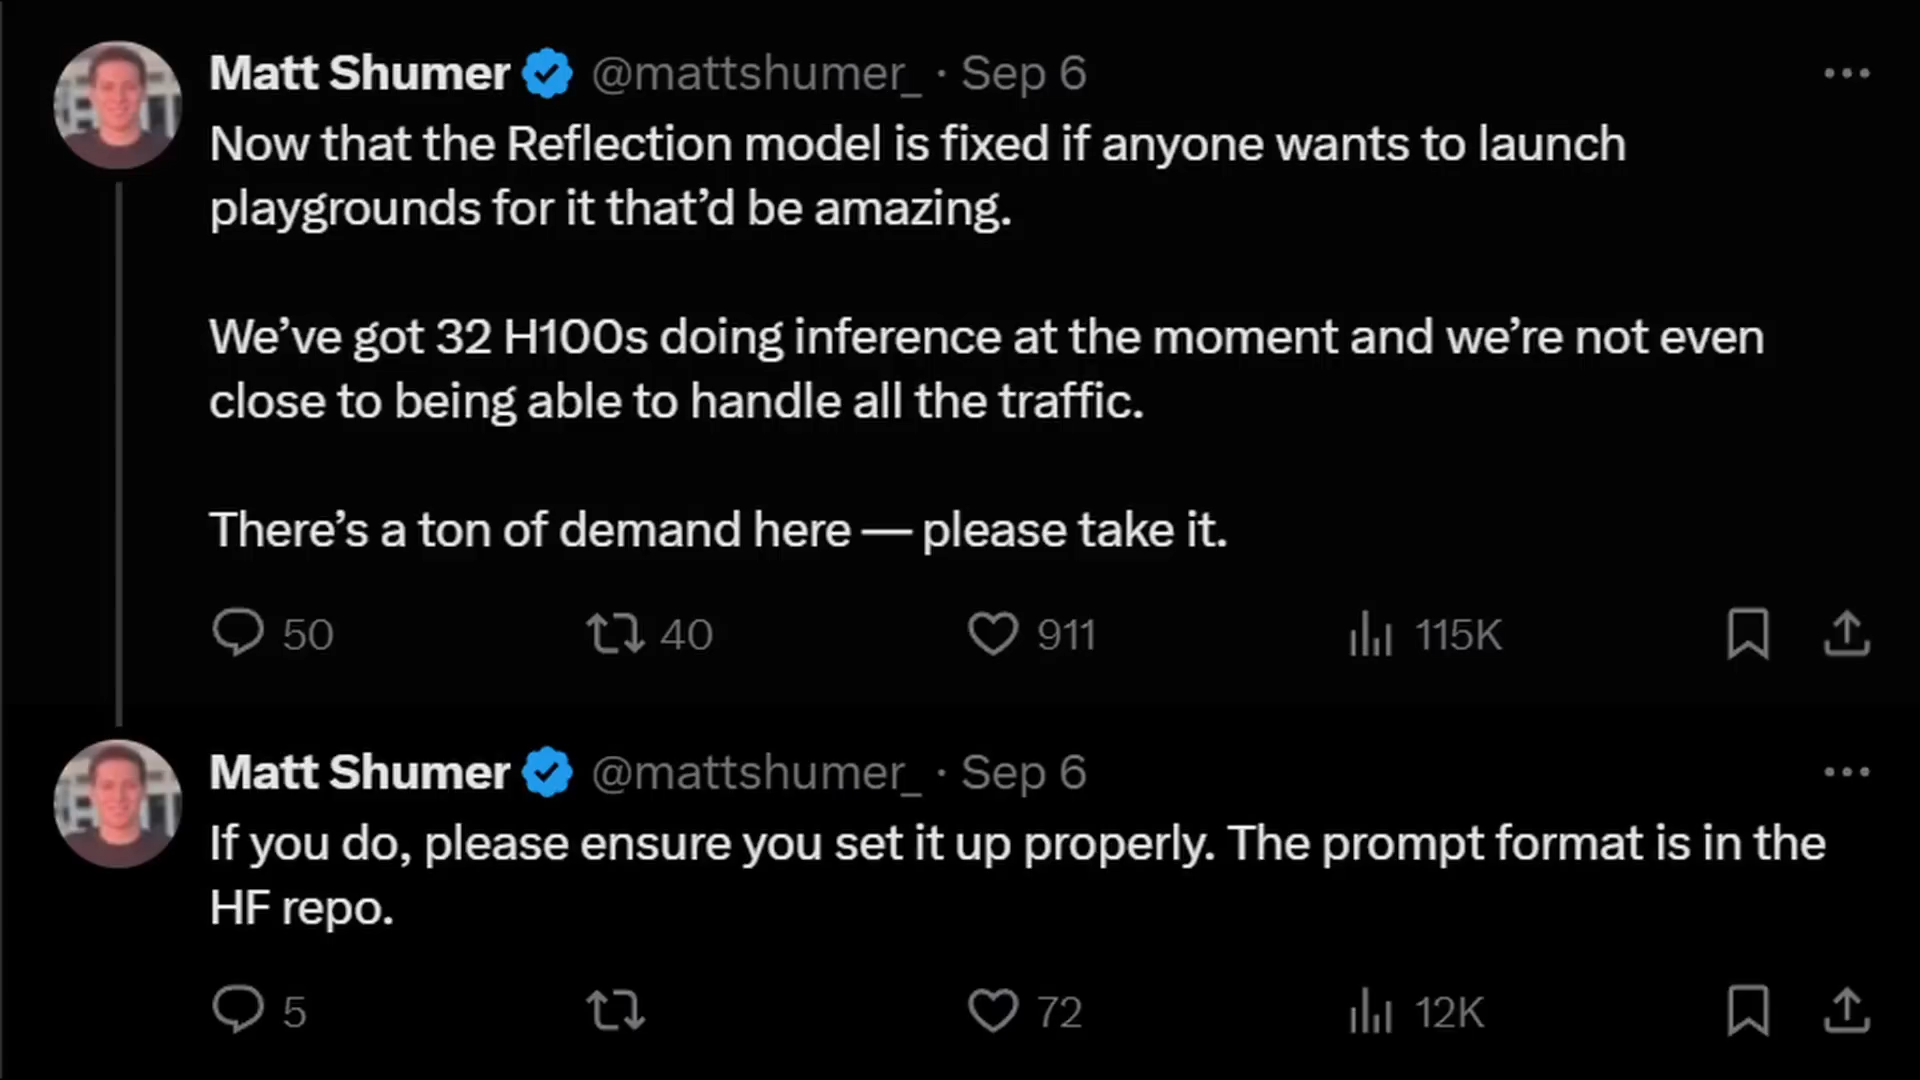 Matt Shumer @mattshumer_ · Sep 6
Now that the Reflection model is fixed if anyone wants to launch
playgrounds for it that’d be amazing.
We’ve got 32 H100s doing inference at the moment and we’re not even
close to being able to handle all the traffic.
There’s a ton of demand here — please take it.
50 40 911 115K
Matt Shumer @mattshumer_ · Sep 6
If you do, please ensure you set it up properly. The prompt format is in the
HF repo.
5 72 12K